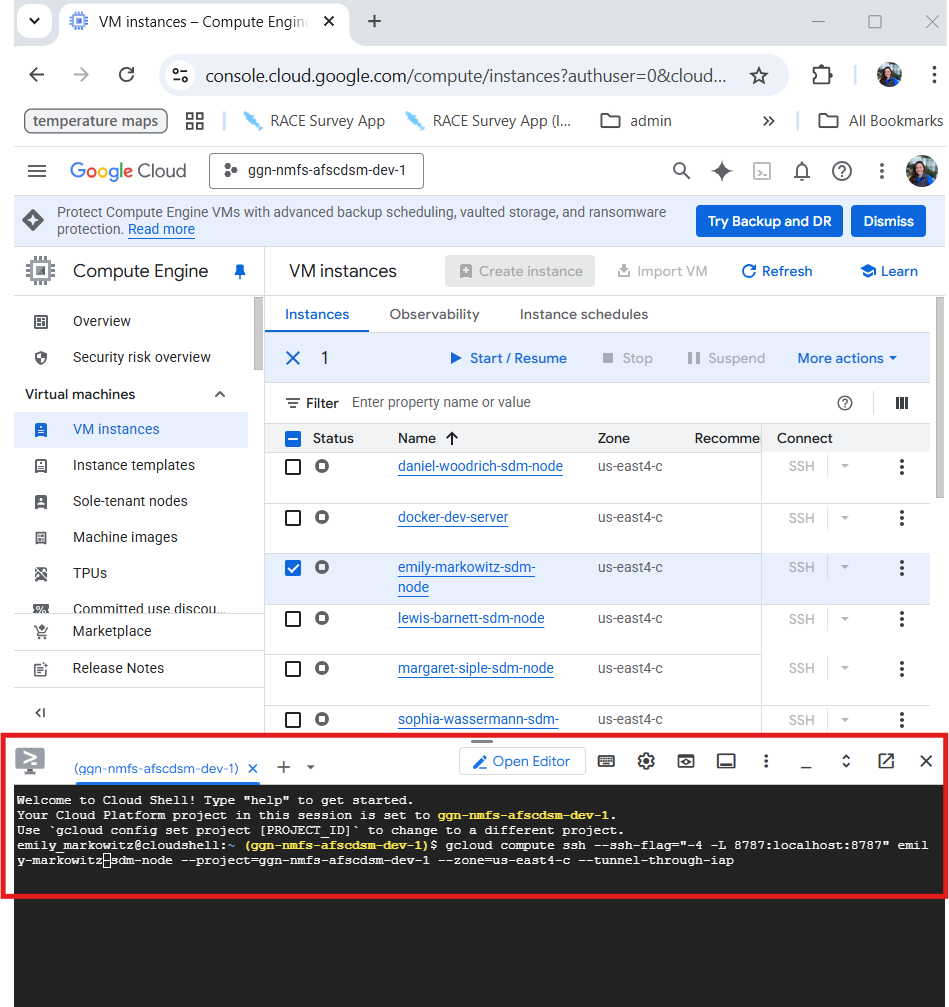 VM instances – Compute Engine
console.cloud.google.com/compute/instances?authuser=0&cloud...
temperature maps
RACE Survey App
RACE Survey App (I...
admin
All Bookmarks
Google Cloud
ggn-nmfs-afscdsm-dev-1
Protect Compute Engine VMs with advanced backup scheduling, vaulted storage, and ransomware
protection. Read more
Try Backup and DR
Dismiss
Compute Engine
VM instances
Create instance
Import VM
Refresh
Learn
Overview
Security risk overview
Virtual machines
VM instances
Instance templates
Sole-tenant nodes
Machine images
TPUs
Committed use discou...
Marketplace
Release Notes
Instances
Observability
Instance schedules
1
Start / Resume
Stop
Suspend
More actions
Filter
Enter property name or value
Status Name Zone Recomme Connect
daniel-woodrich-sdm-node us-east4-c SSH
docker-dev-server us-east4-c SSH
emily-markowitz-sdm- us-east4-c SSH
node
lewis-barnett-sdm-node us-east4-c SSH
margaret-siple-sdm-node us-east4-c SSH
sophia-wassermann-sdm- us-east4-c SSH
(ggn-nmfs-afscdsm-dev-1)
Open Editor
Welcome to Cloud Shell! Type "help" to get started.
Your Cloud Platform project in this session is set to ggn-nmfs-afscdsm-dev-1.
Use `gcloud config set project [PROJECT_ID]` to change to a different project.
emily_markowitz@cloudshell:~ (ggn-nmfs-afscdsm-dev-1)$ gcloud compute ssh --ssh-flag="-4 -L 8787:localhost:8787" emil
y-markowitz-sdm-node --project=ggn-nmfs-afscdsm-dev-1 --zone=us-east4-c --tunnel-through-iap